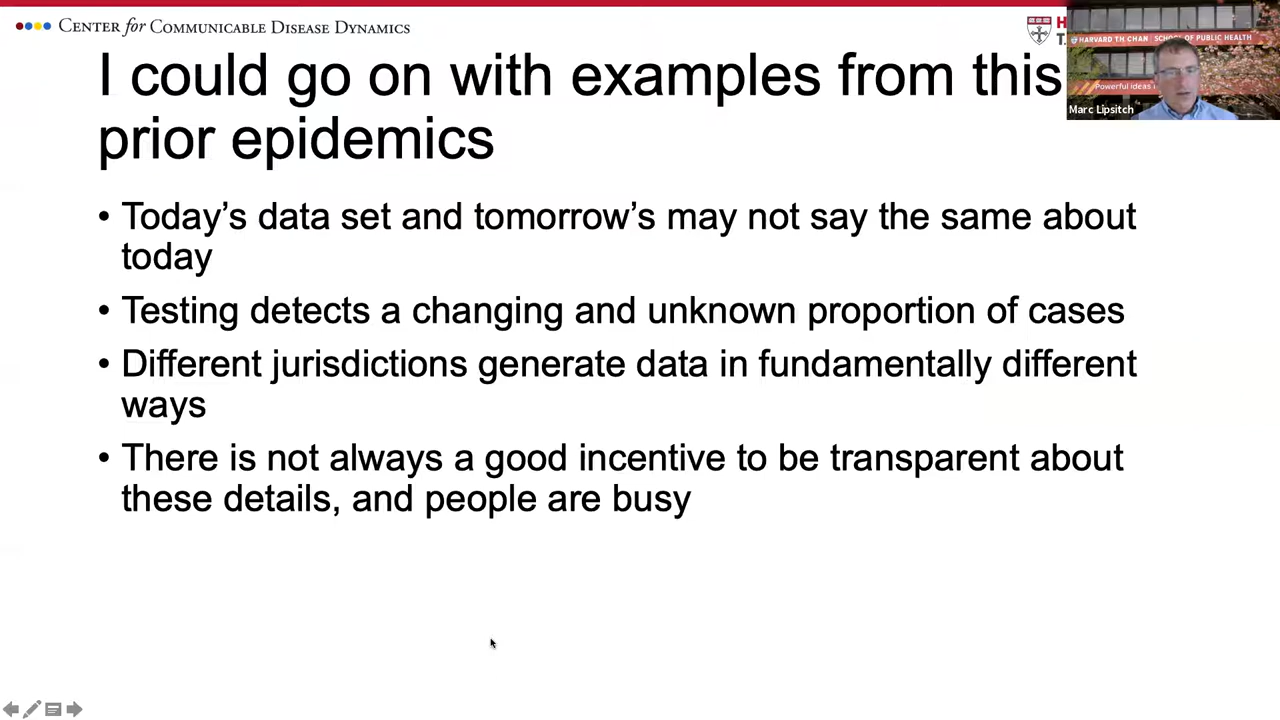 CENTER for COMMUNICABLE DISEASE DYNAMICS
I could go on with examples from this
prior epidemics
• Today’s data set and tomorrow’s may not say the same about
today
• Testing detects a changing and unknown proportion of cases
• Different jurisdictions generate data in fundamentally different
ways
• There is not always a good incentive to be transparent about
these details, and people are busy
HARVARD TH CHAN SCHOOL OF PUBLIC HEALTH
Powerful ideas
Marc Lipsitch